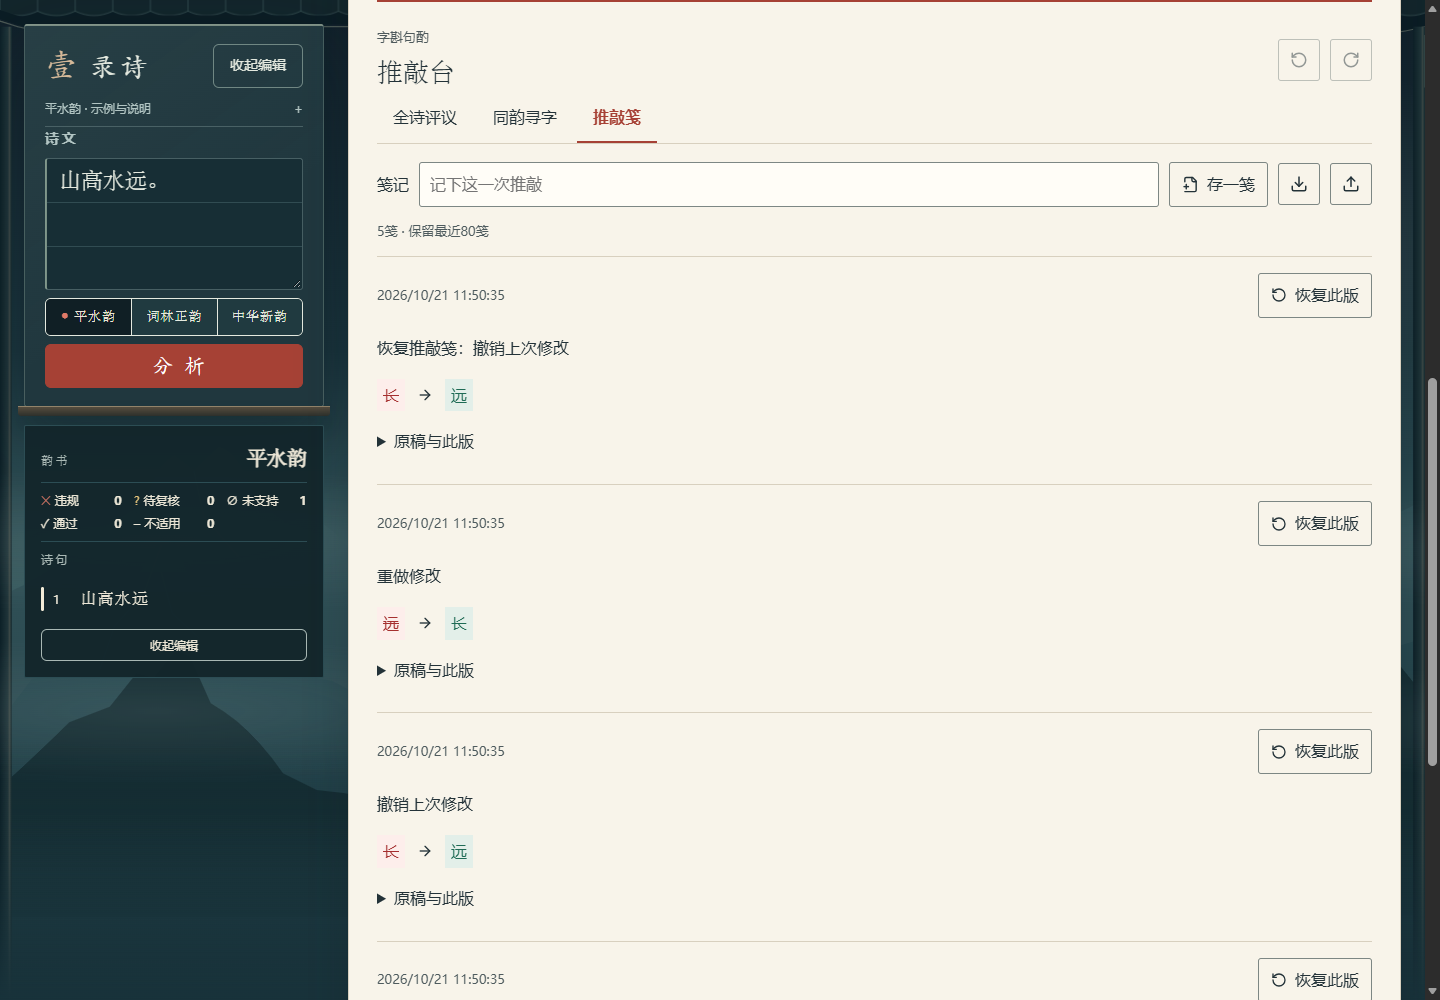 壹 录诗
收起编辑
平水韵 · 示例与说明 +
诗文
山高水远。
平水韵 词林正韵 中华新韵
分析
韵书 平水韵
违规 0 ? 待复核 0 未支持 1
通过 0 – 不适用 0
诗句
1 山高水远
收起编辑
字斟句酌
推敲台
全诗评议 同韵寻字 推敲笺
笺记 记下这一次推敲 存一笺
5笺 · 保留最近80笺
2026/10/21 11:50:35 恢复此版
恢复推敲笺：撤销上次修改
长 → 远
原稿与此版
2026/10/21 11:50:35 恢复此版
重做修改
远 → 长
原稿与此版
2026/10/21 11:50:35 恢复此版
撤销上次修改
长 → 远
原稿与此版
2026/10/21 11:50:35 恢复此版